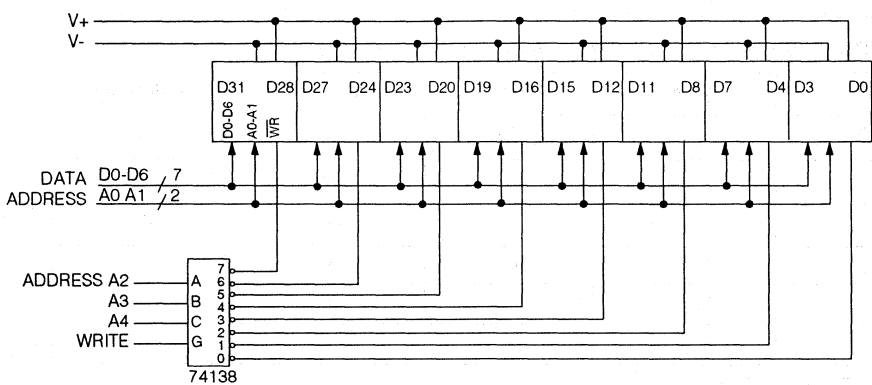 V+
V-
D31 D28 D27 D24 D23 D20 D19 D16 D15 D12 D11 D8 D7 D4 D3 D0
D0-D6
A0-A1
WR
DATA D0-D6 7
ADDRESS A0 A1 2
ADDRESS A2 A 7
6
A3 B 5
4
A4 C 3
2
WRITE G 1
0
74138